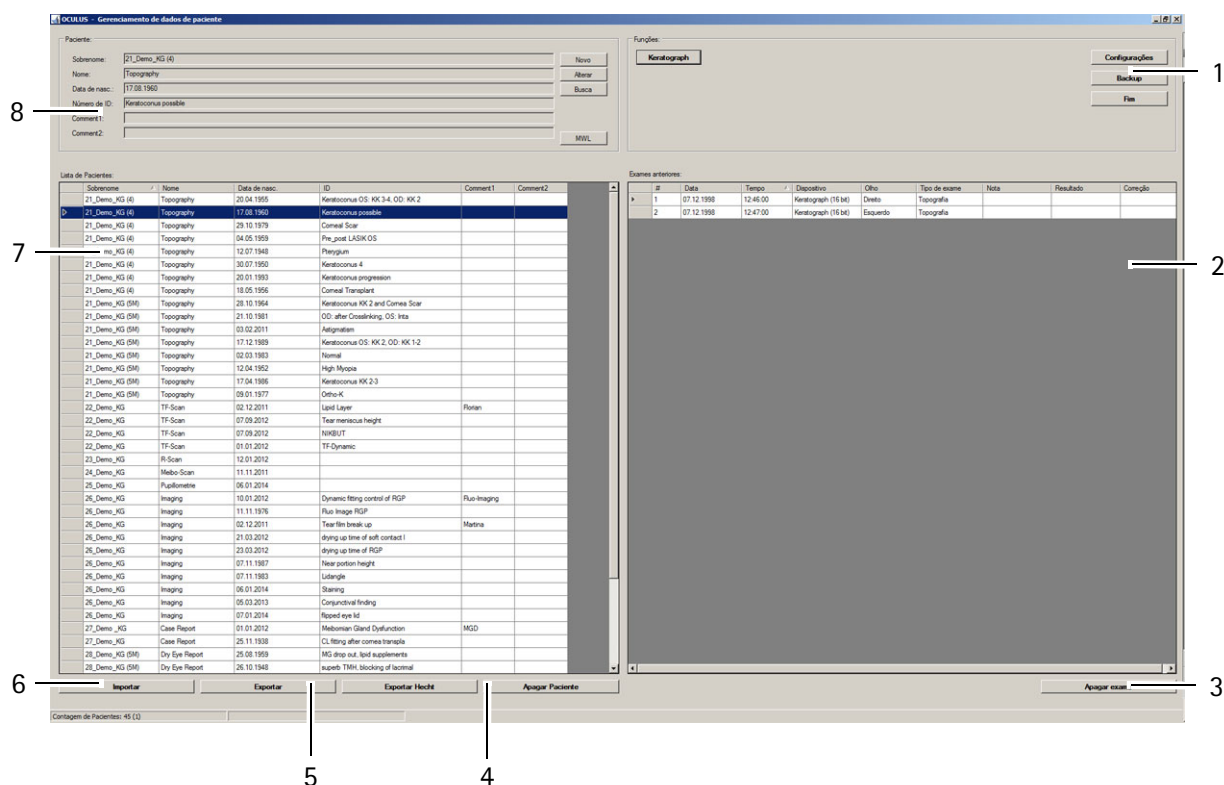 OCULUS - Gerenciamento de dados de paciente
Paciente:
Sobrenome: 21_Demo_KG (4) Novo
Nome: Topography Alterar
Data de nasc.: 17.08.1960 Busca
Número de ID: Keratoconus possible
Comment1:
Comment2: MWL
Funções:
Keratograph Configurações
Backup
Fim
1
8
Lista de Pacientes:
Sobrenome Nome Data de nasc. ID Comment1 Comment2
21_Demo_KG (4) Topography 20.04.1955 Keratoconus OS: KK 3-4, OD: KK 2
21_Demo_KG (4) Topography 17.08.1960 Keratoconus possible
21_Demo_KG (4) Topography 29.10.1979 Corneal Scar
21_Demo_KG (4) Topography 04.05.1959 Pre_post LASIK OS
mo_KG (4) Topography 12.07.1948 Pterygium
21_Demo_KG (4) Topography 30.07.1950 Keratoconus 4
21_Demo_KG (4) Topography 20.01.1993 Keratoconus progression
21_Demo_KG (4) Topography 18.05.1956 Corneal Transplant
21_Demo_KG (5M) Topography 28.10.1964 Keratoconus KK 2 and Cornea Scar
21_Demo_KG (5M) Topography 21.10.1981 OD: after Crosslinking, OS: Inta
21_Demo_KG (5M) Topography 03.02.2011 Astigmatism
21_Demo_KG (5M) Topography 17.12.1989 Keratoconus OS: KK 2, OD: KK 1-2
21_Demo_KG (5M) Topography 02.03.1983 Normal
21_Demo_KG (5M) Topography 12.04.1952 High Myopia
21_Demo_KG (5M) Topography 17.04.1986 Keratoconus KK 2-3
21_Demo_KG (5M) Topography 09.01.1977 Ortho-K
22_Demo_KG TF-Scan 02.12.2011 Lipid Layer Florian
22_Demo_KG TF-Scan 07.09.2012 Tear meniscus height
22_Demo_KG TF-Scan 07.09.2012 NIKBUT
22_Demo_KG TF-Scan 01.01.2012 TF-Dynamic
23_Demo_KG R-Scan 12.01.2012
24_Demo_KG Meibo-Scan 11.11.2011
25_Demo_KG Pupillometrie 06.01.2014
26_Demo_KG Imaging 10.01.2012 Dynamic fitting control of RGP Fluo-Imaging
26_Demo_KG Imaging 11.11.1976 Fluo Image RGP
26_Demo_KG Imaging 02.12.2011 Tear film break up Martina
26_Demo_KG Imaging 21.03.2012 drying up time of soft contact l
26_Demo_KG Imaging 23.03.2012 drying up time of RGP
26_Demo_KG Imaging 07.11.1987 Near portion height
26_Demo_KG Imaging 07.11.1983 Lidangle
26_Demo_KG Imaging 06.01.2014 Staining
26_Demo_KG Imaging 05.03.2013 Conjunctival finding
26_Demo_KG Imaging 07.01.2014 flipped eye lid
27_Demo _KG Case Report 01.01.2012 Meibomian Gland Dysfunction MGD
27_Demo_KG Case Report 25.11.1938 CL fitting after cornea transpla
28_Demo_KG (5M) Dry Eye Report 25.08.1959 MG drop out, lipid supplements
28_Demo_KG (5M) Dry Eye Report 26.10.1948 superb TMH, blocking of lacrimal
7
Exames anteriores:
# Data Tempo Dispositivo Olho Tipo de exame Nota Resultado Correção
1 07.12.1998 12:46:00 Keratograph (16 bit) Direito Topografia
2 07.12.1998 12:47:00 Keratograph (16 bit) Esquerdo Topografia
2
6
Importar Exportar Exportar Hecht Apagar Paciente Apagar exam
3
Contagem de Pacientes: 45 (1)
5
4